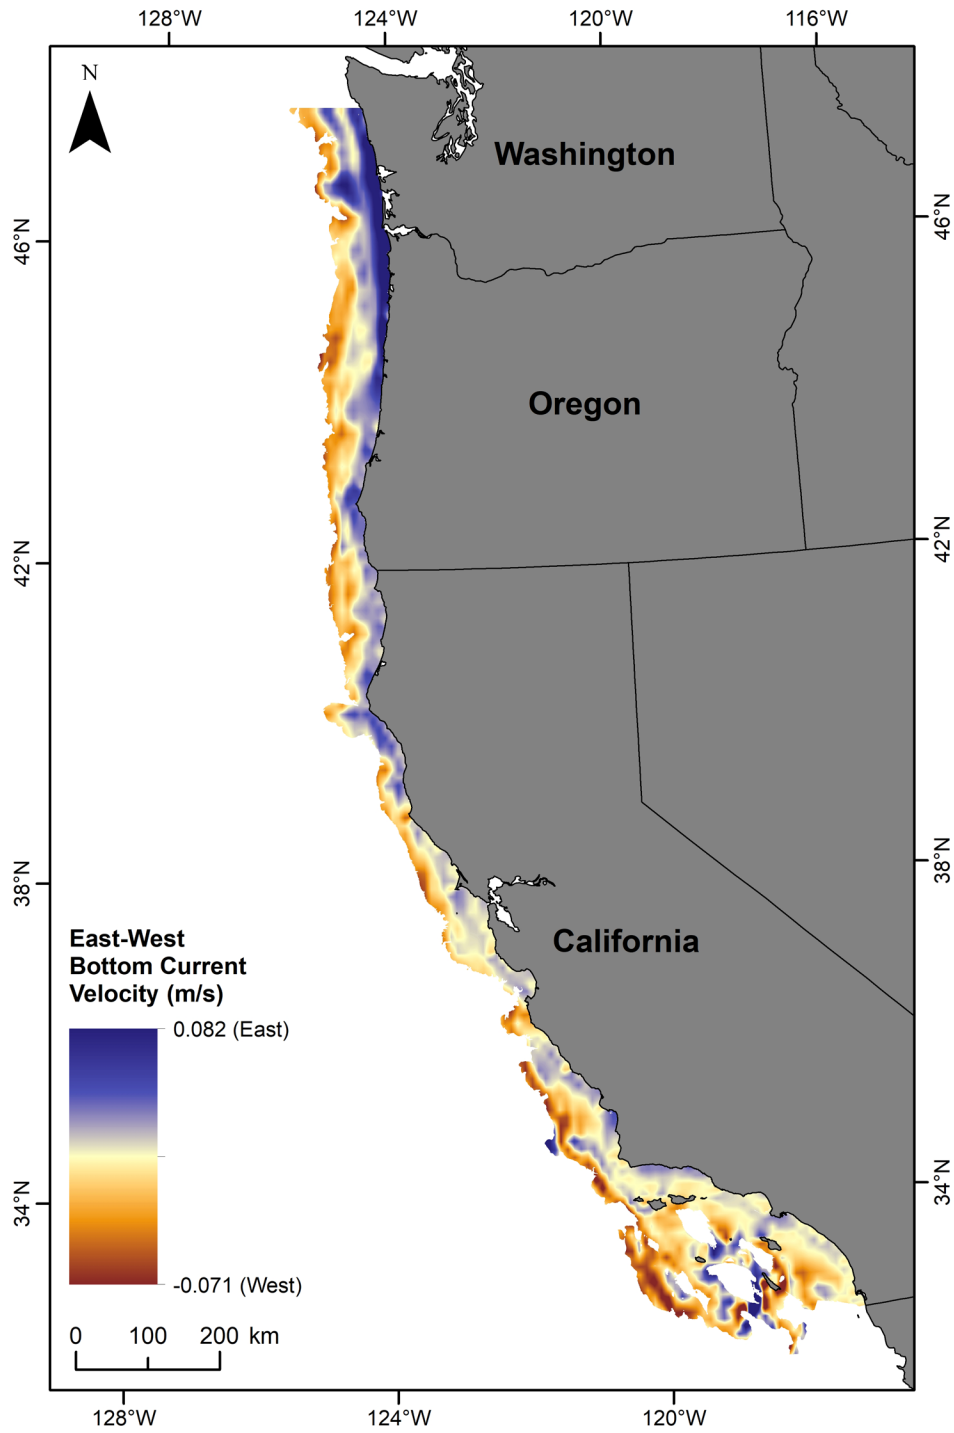 128°W 124°W 120°W 116°W
N
Washington
46°N 46°N
Oregon
42°N 42°N
38°N 38°N
California
East-West
Bottom Current
Velocity (m/s)
0.082 (East)
34°N 34°N
-0.071 (West)
0 100 200 km
128°W 124°W 120°W